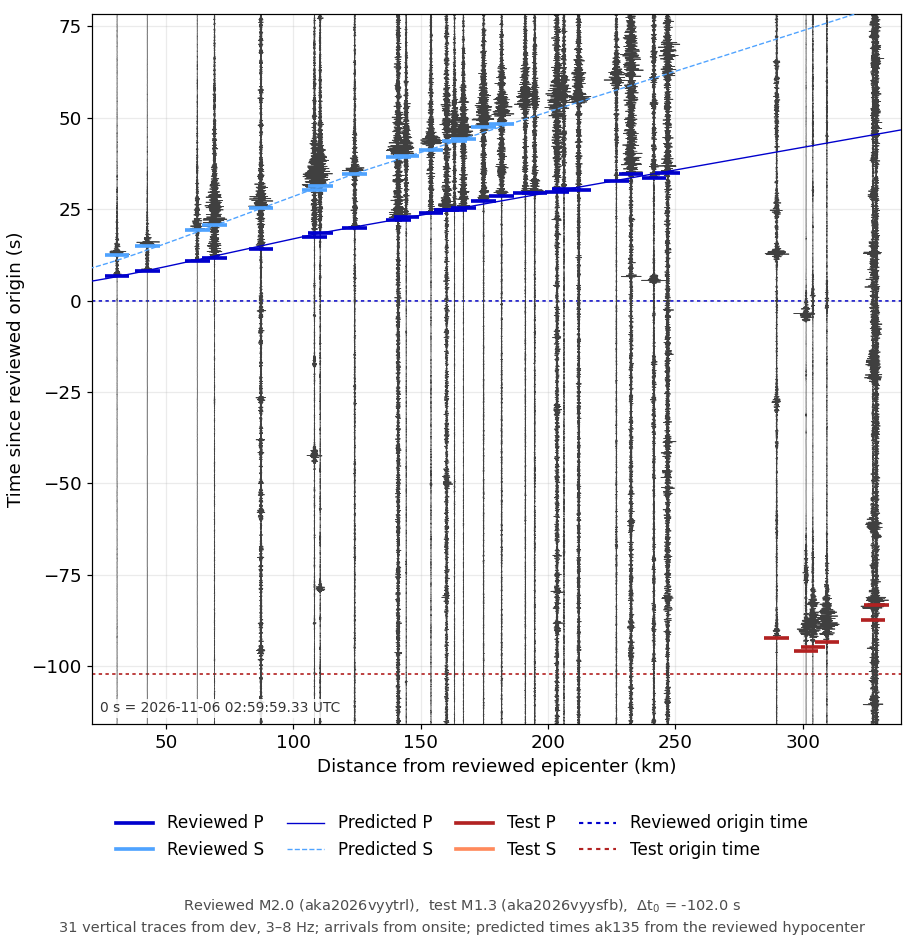 75
50
25
0
−25
−50
−75
−100
Time since reviewed origin (s)
0 s = 2026-11-06 02:59:59.33 UTC
50 100 150 200 250 300
Distance from reviewed epicenter (km)
Reviewed P Predicted P Test P Reviewed origin time
Reviewed S Predicted S Test S Test origin time
Reviewed M2.0 (aka2026vyytrl), test M1.3 (aka2026vyysfb), Δt₀ = -102.0 s
31 vertical traces from dev, 3–8 Hz; arrivals from onsite; predicted times ak135 from the reviewed hypocenter